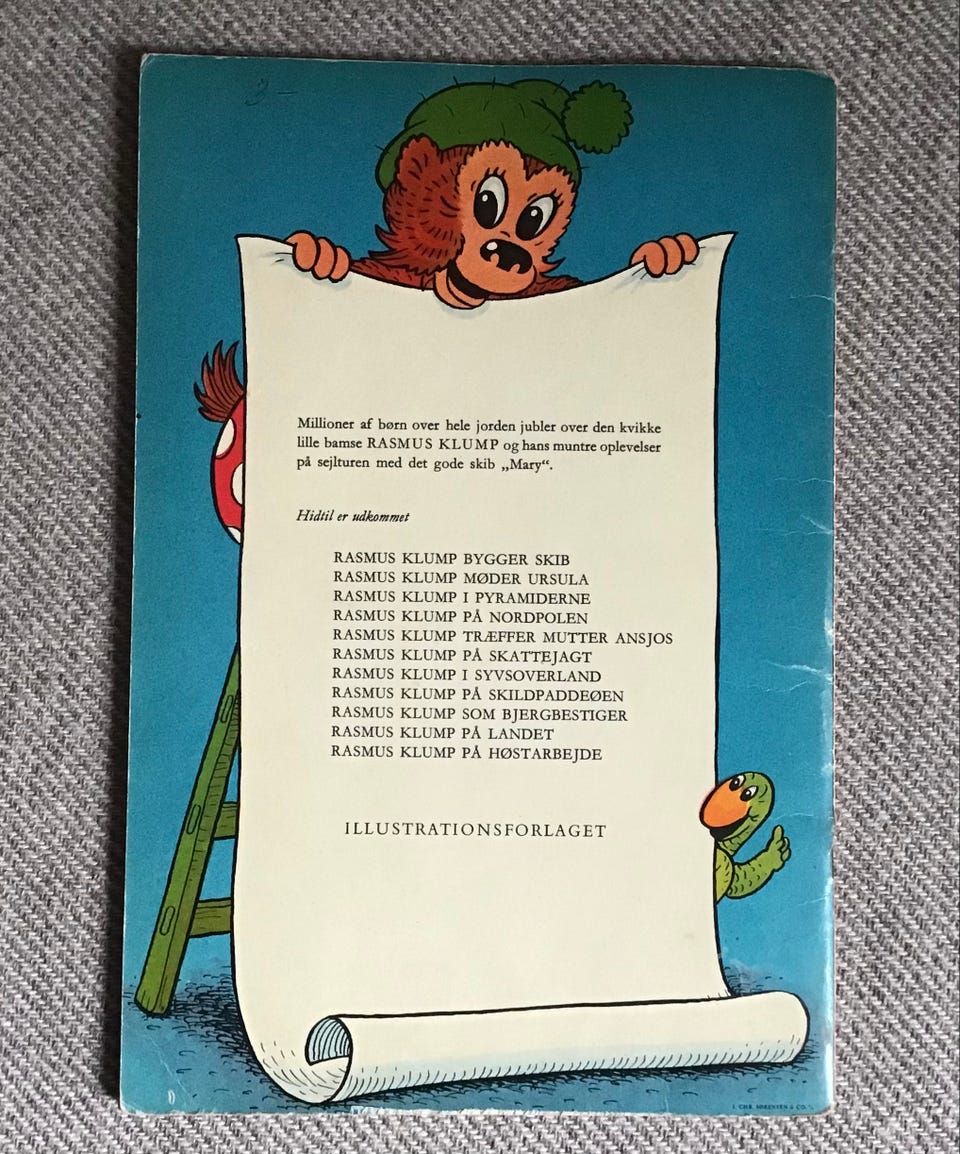 Millioner af børn over hele jorden jubler over den kvikke
lille bamse RASMUS KLUMP og hans muntre oplevelser
på sejlturen med det gode skib „Mary“.
Hidtil er udkommet
RASMUS KLUMP BYGGER SKIB
RASMUS KLUMP MØDER URSULA
RASMUS KLUMP I PYRAMIDERNE
RASMUS KLUMP PÅ NORDPOLEN
RASMUS KLUMP TRÆFFER MUTTER ANSJOS
RASMUS KLUMP PÅ SKATTEJAGT
RASMUS KLUMP I SYVSOVERLAND
RASMUS KLUMP PÅ SKILDPADDEØEN
RASMUS KLUMP SOM BJERGBESTIGER
RASMUS KLUMP PÅ LANDET
RASMUS KLUMP PÅ HØSTARBEJDE
ILLUSTRATIONSFORLAGET
CHR. SØRENSEN & CO.